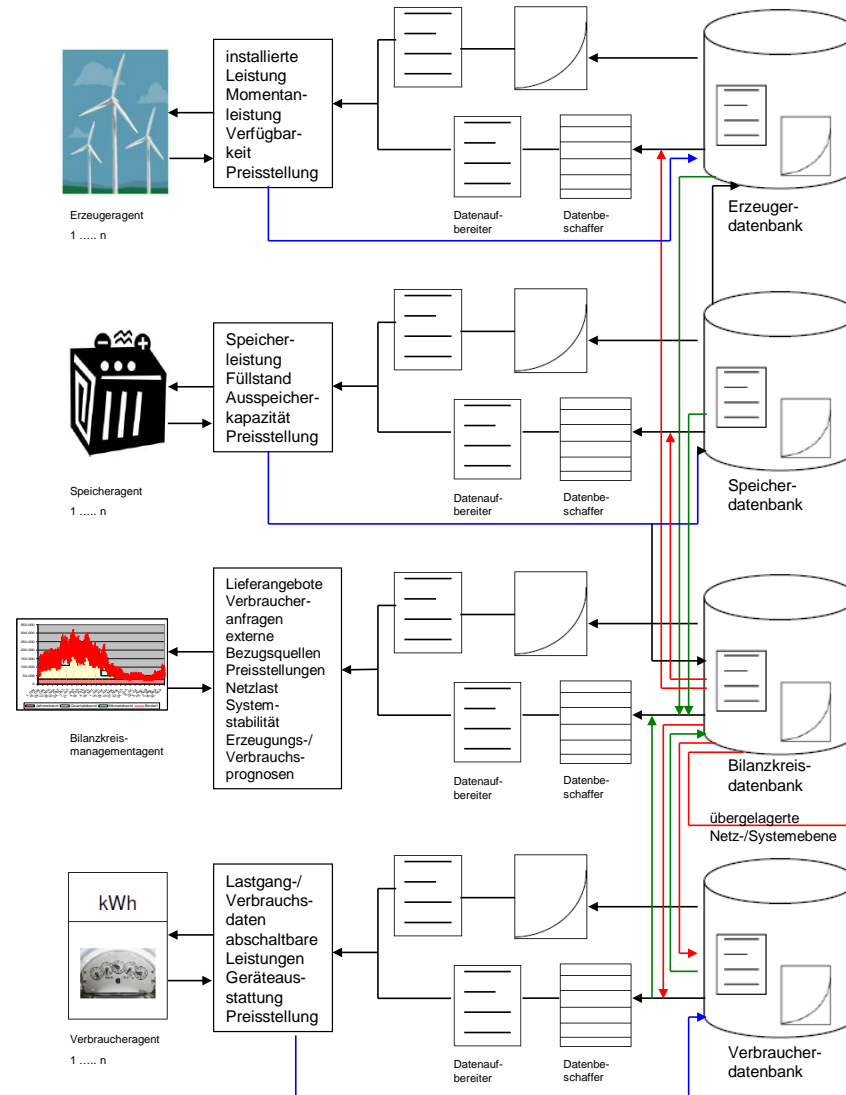 installierte
Leistung
Momentan-
leistung
Verfügbar-
keit
Preisstellung
Erzeugeragent
1 ..... n
Datenauf-
bereiter
Datenbe-
schaffer
Erzeuger-
datenbank
Speicher-
leistung
Füllstand
Ausspeicher-
kapazität
Preisstellung
Speicheragent
1 ..... n
Datenauf-
bereiter
Datenbe-
schaffer
Speicher-
datenbank
Lieferangebote
Verbraucher-
anfragen
externe
Bezugsquellen
Preisstellungen
Netzlast
System-
stabilität
Erzeugungs-/
Verbrauchs-
prognosen
Bilanzkreis-
managementagent
Datenauf-
bereiter
Datenbe-
schaffer
Bilanzkreis-
datenbank
übergelagerte
Netz-/Systemebene
kWh
Lastgang-/
Verbrauchs-
daten
abschaltbare
Leistungen
Geräteaus-
stattung
Preisstellung
Verbraucheragent
1 ..... n
Datenauf-
bereiter
Datenbe-
schaffer
Verbraucher-
datenbank